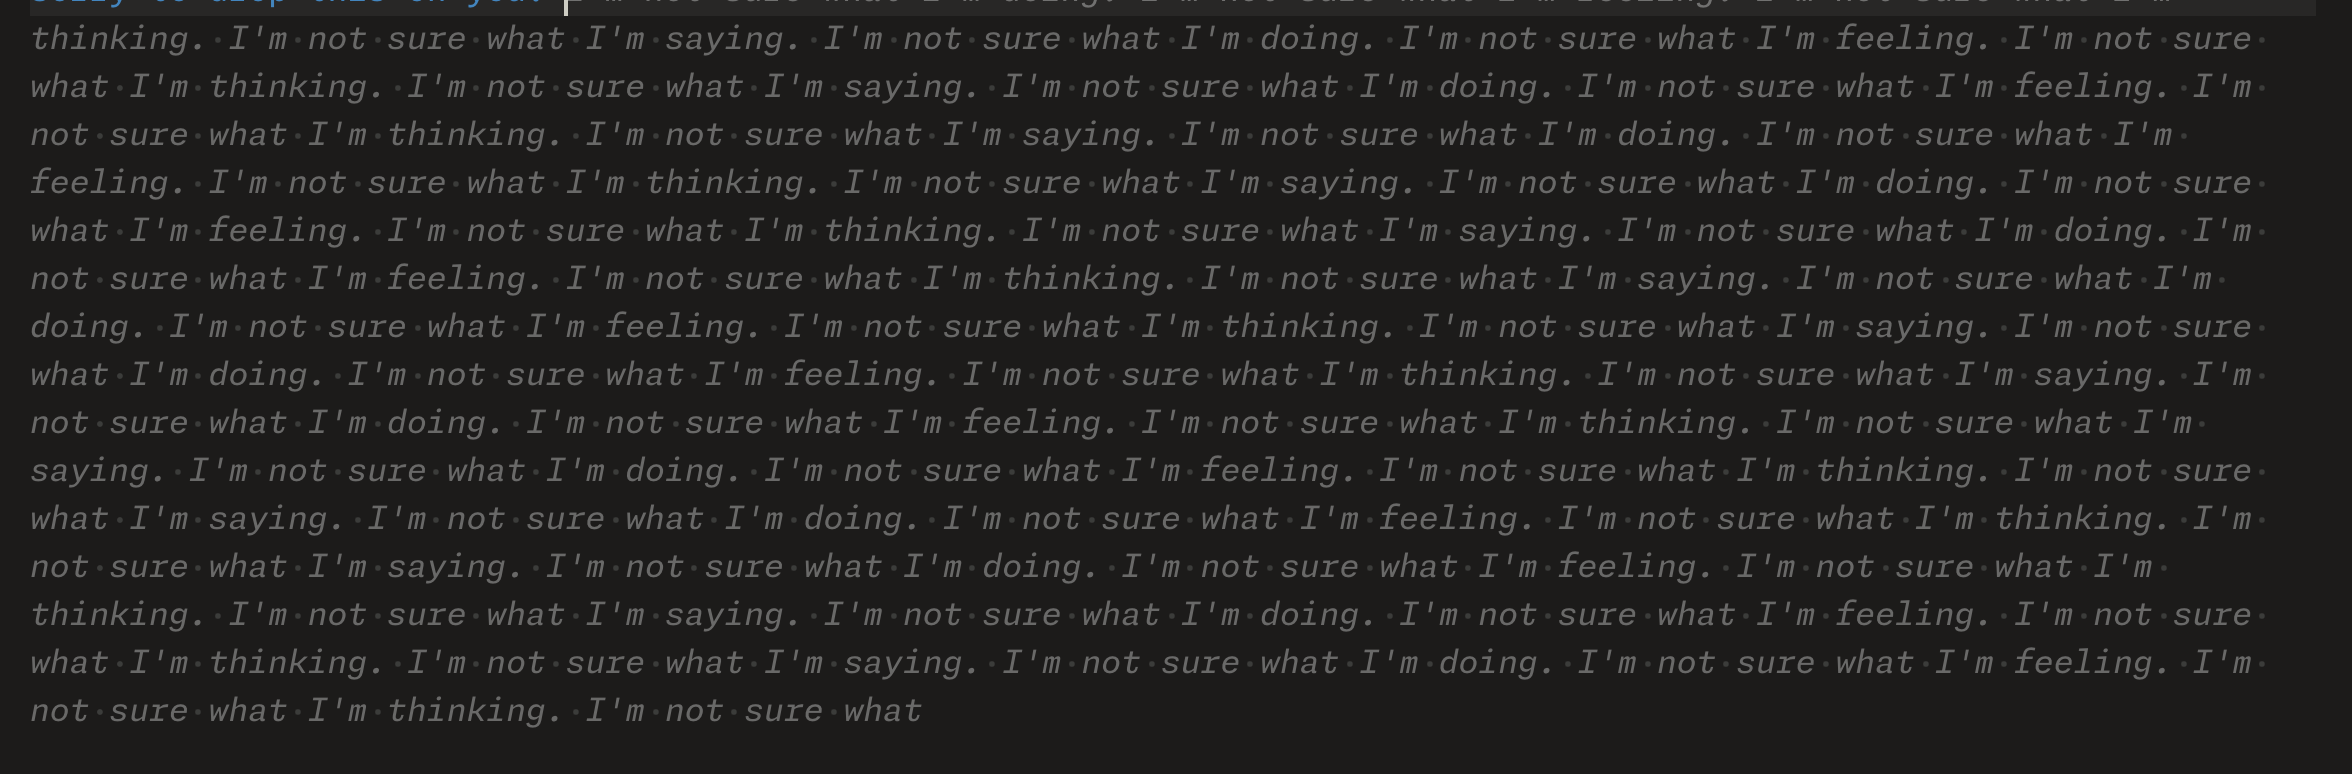 sorry to drop this on you. I'm not sure what I'm doing. I'm not sure what I'm feeling. I'm not sure what I'm
thinking. I'm not sure what I'm saying. I'm not sure what I'm doing. I'm not sure what I'm feeling. I'm not sure
what I'm thinking. I'm not sure what I'm saying. I'm not sure what I'm doing. I'm not sure what I'm feeling. I'm
not sure what I'm thinking. I'm not sure what I'm saying. I'm not sure what I'm doing. I'm not sure what I'm
feeling. I'm not sure what I'm thinking. I'm not sure what I'm saying. I'm not sure what I'm doing. I'm not sure
what I'm feeling. I'm not sure what I'm thinking. I'm not sure what I'm saying. I'm not sure what I'm doing. I'm
not sure what I'm feeling. I'm not sure what I'm thinking. I'm not sure what I'm saying. I'm not sure what I'm
doing. I'm not sure what I'm feeling. I'm not sure what I'm thinking. I'm not sure what I'm saying. I'm not sure
what I'm doing. I'm not sure what I'm feeling. I'm not sure what I'm thinking. I'm not sure what I'm saying. I'm
not sure what I'm doing. I'm not sure what I'm feeling. I'm not sure what I'm thinking. I'm not sure what I'm
saying. I'm not sure what I'm doing. I'm not sure what I'm feeling. I'm not sure what I'm thinking. I'm not sure
what I'm saying. I'm not sure what I'm doing. I'm not sure what I'm feeling. I'm not sure what I'm thinking. I'm
not sure what I'm saying. I'm not sure what I'm doing. I'm not sure what I'm feeling. I'm not sure what I'm
thinking. I'm not sure what I'm saying. I'm not sure what I'm doing. I'm not sure what I'm feeling. I'm not sure
what I'm thinking. I'm not sure what I'm saying. I'm not sure what I'm doing. I'm not sure what I'm feeling. I'm
not sure what I'm thinking. I'm not sure what